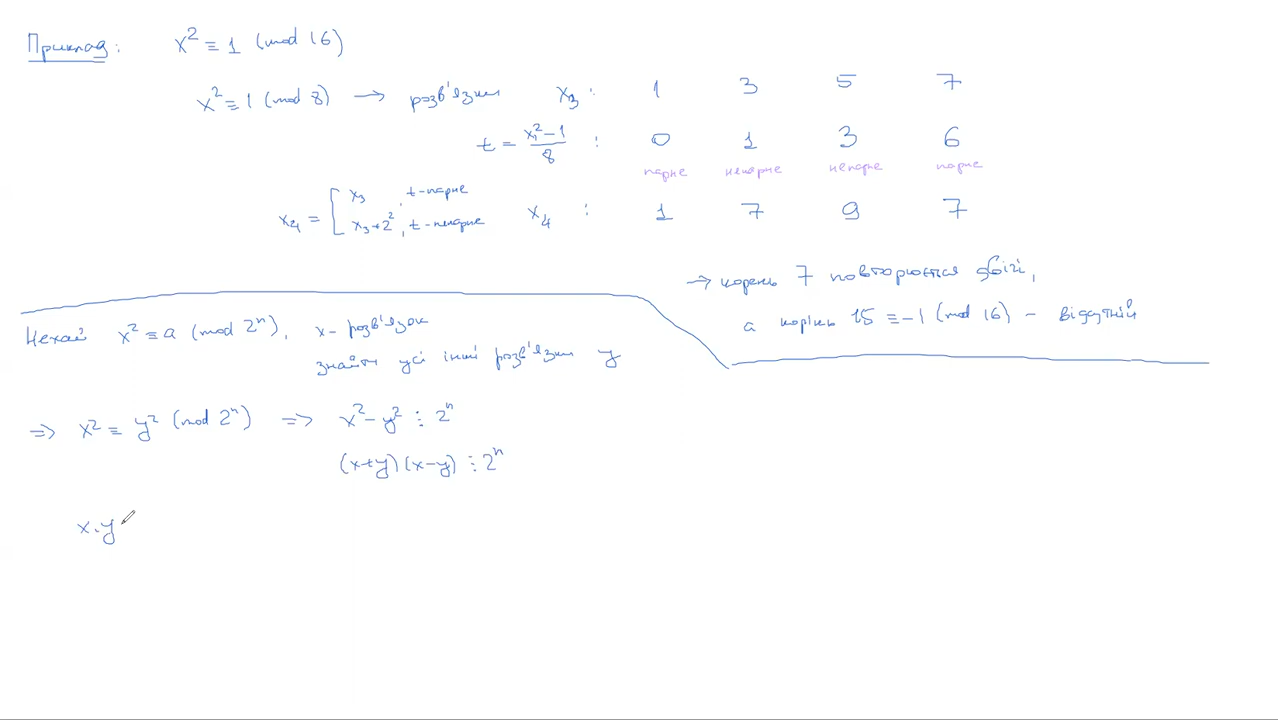 Приклад: x² ≡ 1 (mod 16)
x² ≡ 1 (mod 8) → розв'язки x₃: 1 3 5 7
t = (x₁² - 1)/8 : 0 1 3 6
парне непарне непарне парне
x₄ = [ x₃, t-парне
x₃+2², t-непарне
x₄ : 1 7 9 7
→ корень 7 повторюється двічі,
а корінь 15 ≡ -1 (mod 16) - відсутній
Нехай x² ≡ a (mod 2ⁿ), x - розв'язок
знайти усі інші розв'язки y
⇒ x² ≡ y² (mod 2ⁿ) ⇒ x² - y² ⋮ 2ⁿ
(x+y)(x-y) ⋮ 2ⁿ
x, y